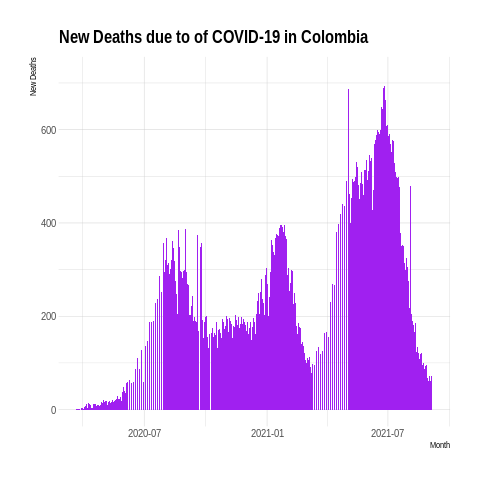 New Deaths due to of COVID-19 in Colombia
New Deaths
600
400
200
0
2020-07
2021-01
2021-07
Month